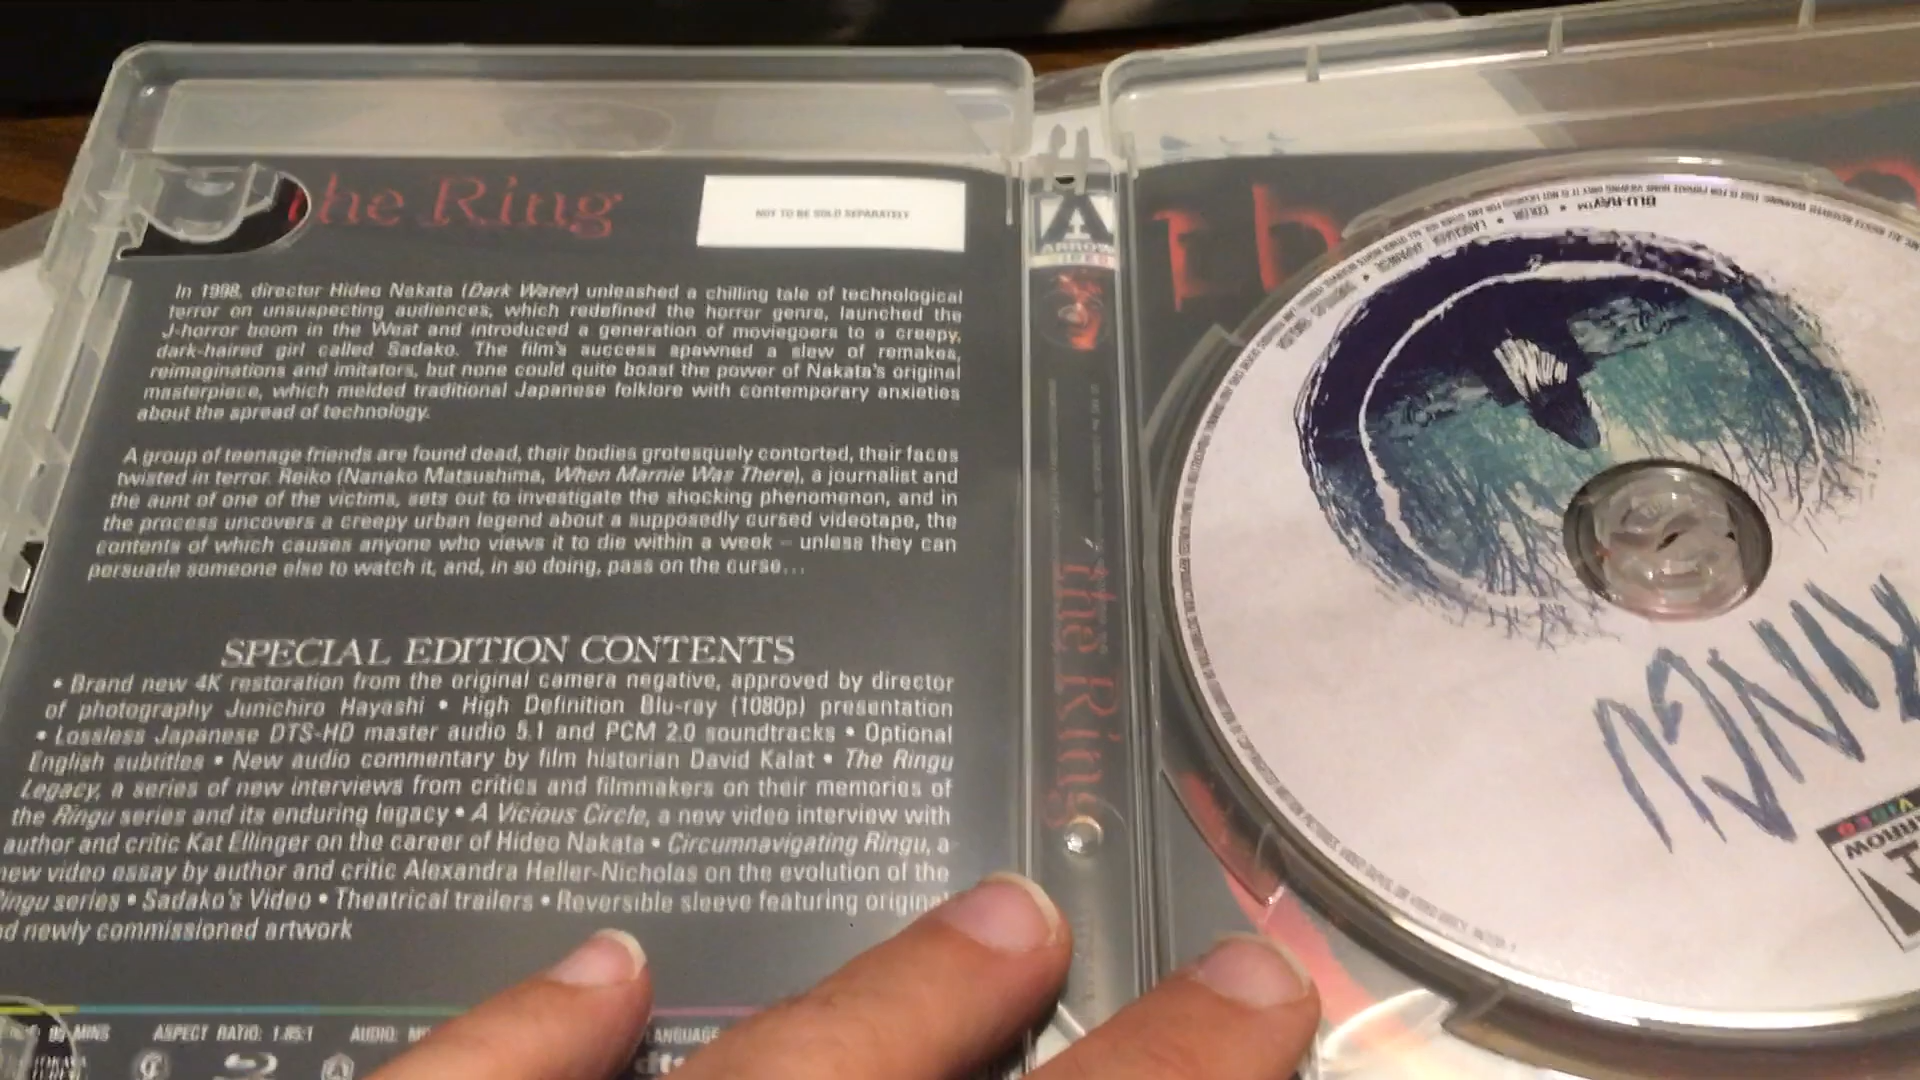 the Ring
NOT TO BE SOLD SEPARATELY
In 1998, director Hideo Nakata (Dark Water) unleashed a chilling tale of technological
terror on unsuspecting audiences, which redefined the horror genre, launched the
J-horror boom in the West and introduced a generation of moviegoers to a creepy,
dark-haired girl called Sadako. The film's success spawned a slew of remakes,
reimaginations and imitators, but none could quite boast the power of Nakata's original
masterpiece, which melded traditional Japanese folklore with contemporary anxieties
about the spread of technology.
A group of teenage friends are found dead, their bodies grotesquely contorted, their faces
twisted in terror. Reiko (Nanako Matsushima, When Marnie Was There), a journalist and
the aunt of one of the victims, sets out to investigate the shocking phenomenon, and in
the process uncovers a creepy urban legend about a supposedly cursed videotape, the
contents of which causes anyone who views it to die within a week – unless they can
persuade someone else to watch it, and, in so doing, pass on the curse...
SPECIAL EDITION CONTENTS
• Brand new 4K restoration from the original camera negative, approved by director
of photography Junichiro Hayashi • High Definition Blu-ray (1080p) presentation
• Lossless Japanese DTS-HD master audio 5.1 and PCM 2.0 soundtracks • Optional
English subtitles • New audio commentary by film historian David Kalat • The Ringu
Legacy, a series of new interviews from critics and filmmakers on their memories of
the Ringu series and its enduring legacy • A Vicious Circle, a new video interview with
author and critic Kat Ellinger on the career of Hideo Nakata • Circumnavigating Ringu, a
new video essay by author and critic Alexandra Heller-Nicholas on the evolution of the
Ringu series • Sadako's Video • Theatrical trailers • Reversible sleeve featuring original
newly commissioned artwork
MINS ASPECT RATIO: 1.85:1 AUDIO: LANGUAGE
dts
ARROW
VIDEO
the Ring
BLU-RAY™ • COLOR •
LANGUAGE: JAPANESE
RING
ARROW
VIDEO